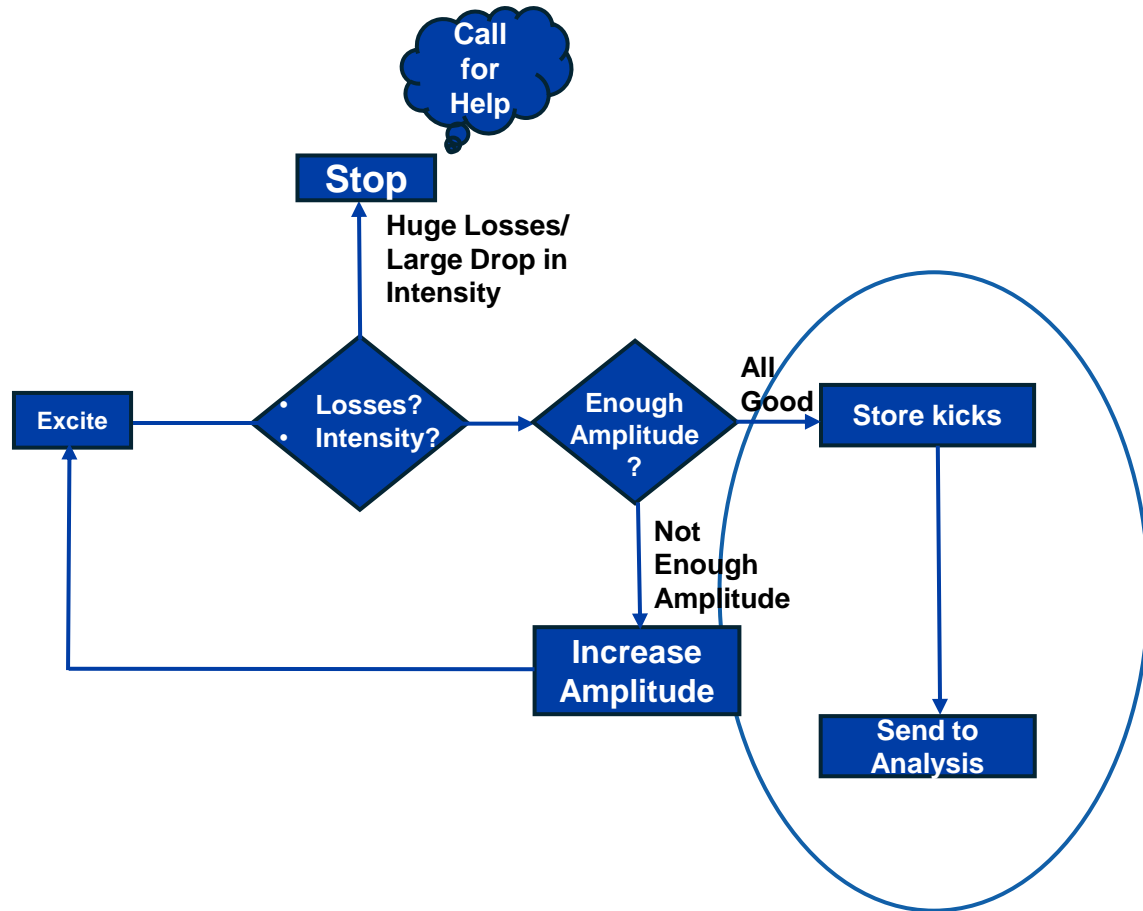 Call
for
Help
Stop
Huge Losses/
Large Drop in
Intensity
Excite
• Losses?
• Intensity?
Enough
Amplitude
?
All
Good
Store kicks
Not
Enough
Amplitude
Increase
Amplitude
Send to
Analysis